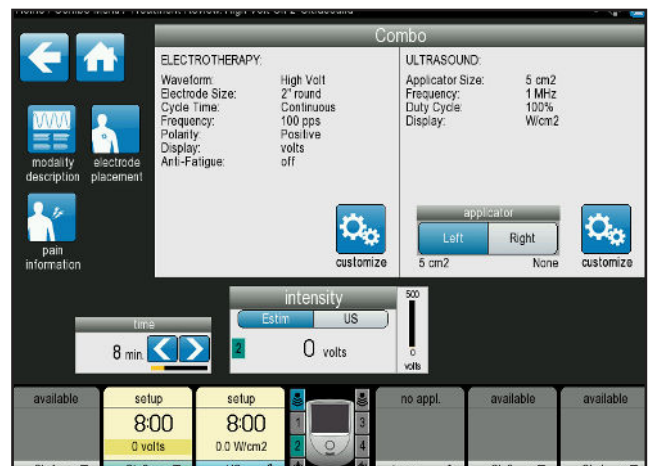 Combo
ELECTROTHERAPY:
Waveform: High Volt
Electrode Size: 2" round
Cycle Time: Continuous
Frequency: 100 pps
Polarity: Positive
Display: volts
Anti-Fatigue: off
customize
ULTRASOUND:
Applicator Size: 5 cm2
Frequency: 1 MHz
Duty Cycle: 100%
Display: W/cm2
applicator
Left Right
5 cm2 None
customize
modality description
electrode placement
pain information
time
8 min.
intensity
Estim US
2 0 volts
500
0
volts
available
setup
8:00
0 volts
setup
8:00
0.0 W/cm2
1 3
2 4
no appl.
available
available